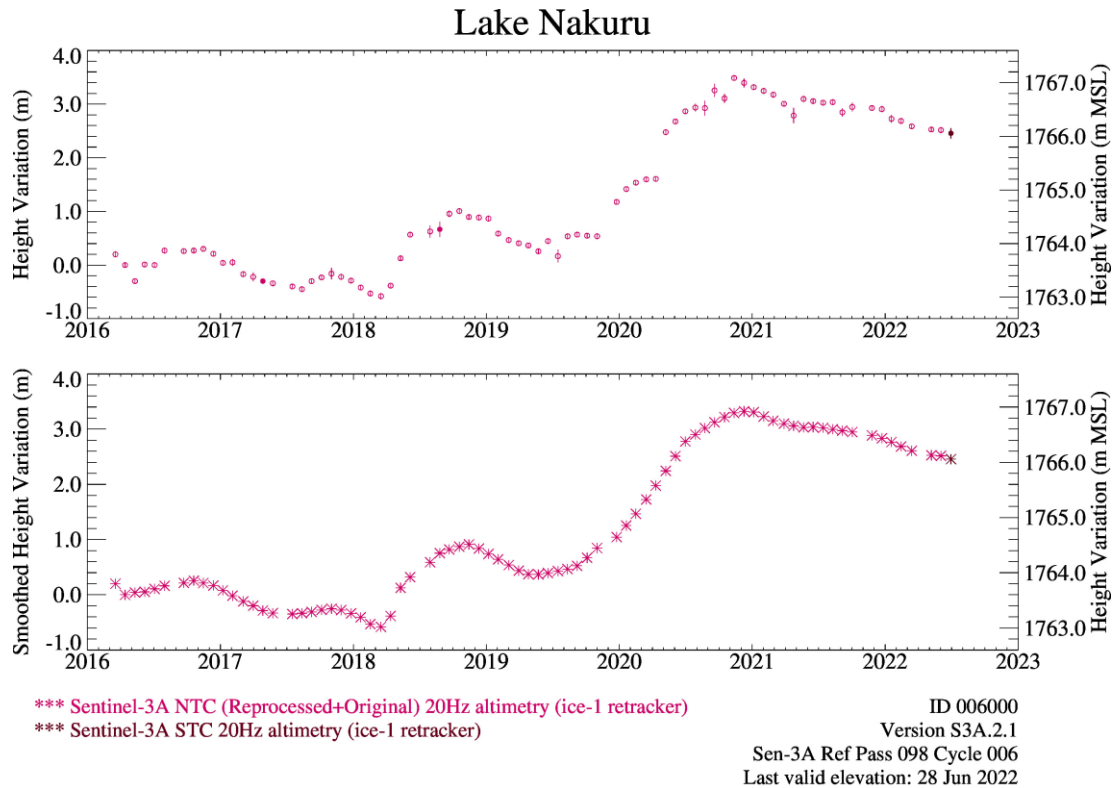 Lake Nakuru
Height Variation (m)
4.0
3.0
2.0
1.0
0.0
-1.0
1767.0
1766.0
1765.0
1764.0
1763.0
Height Variation (m MSL)
2016 2017 2018 2019 2020 2021 2022 2023
Smoothed Height Variation (m)
4.0
3.0
2.0
1.0
0.0
-1.0
1767.0
1766.0
1765.0
1764.0
1763.0
Height Variation (m MSL)
2016 2017 2018 2019 2020 2021 2022 2023
*** Sentinel-3A NTC (Reprocessed+Original) 20Hz altimetry (ice-1 retracker)
*** Sentinel-3A STC 20Hz altimetry (ice-1 retracker)
ID 006000
Version S3A.2.1
Sen-3A Ref Pass 098 Cycle 006
Last valid elevation: 28 Jun 2022